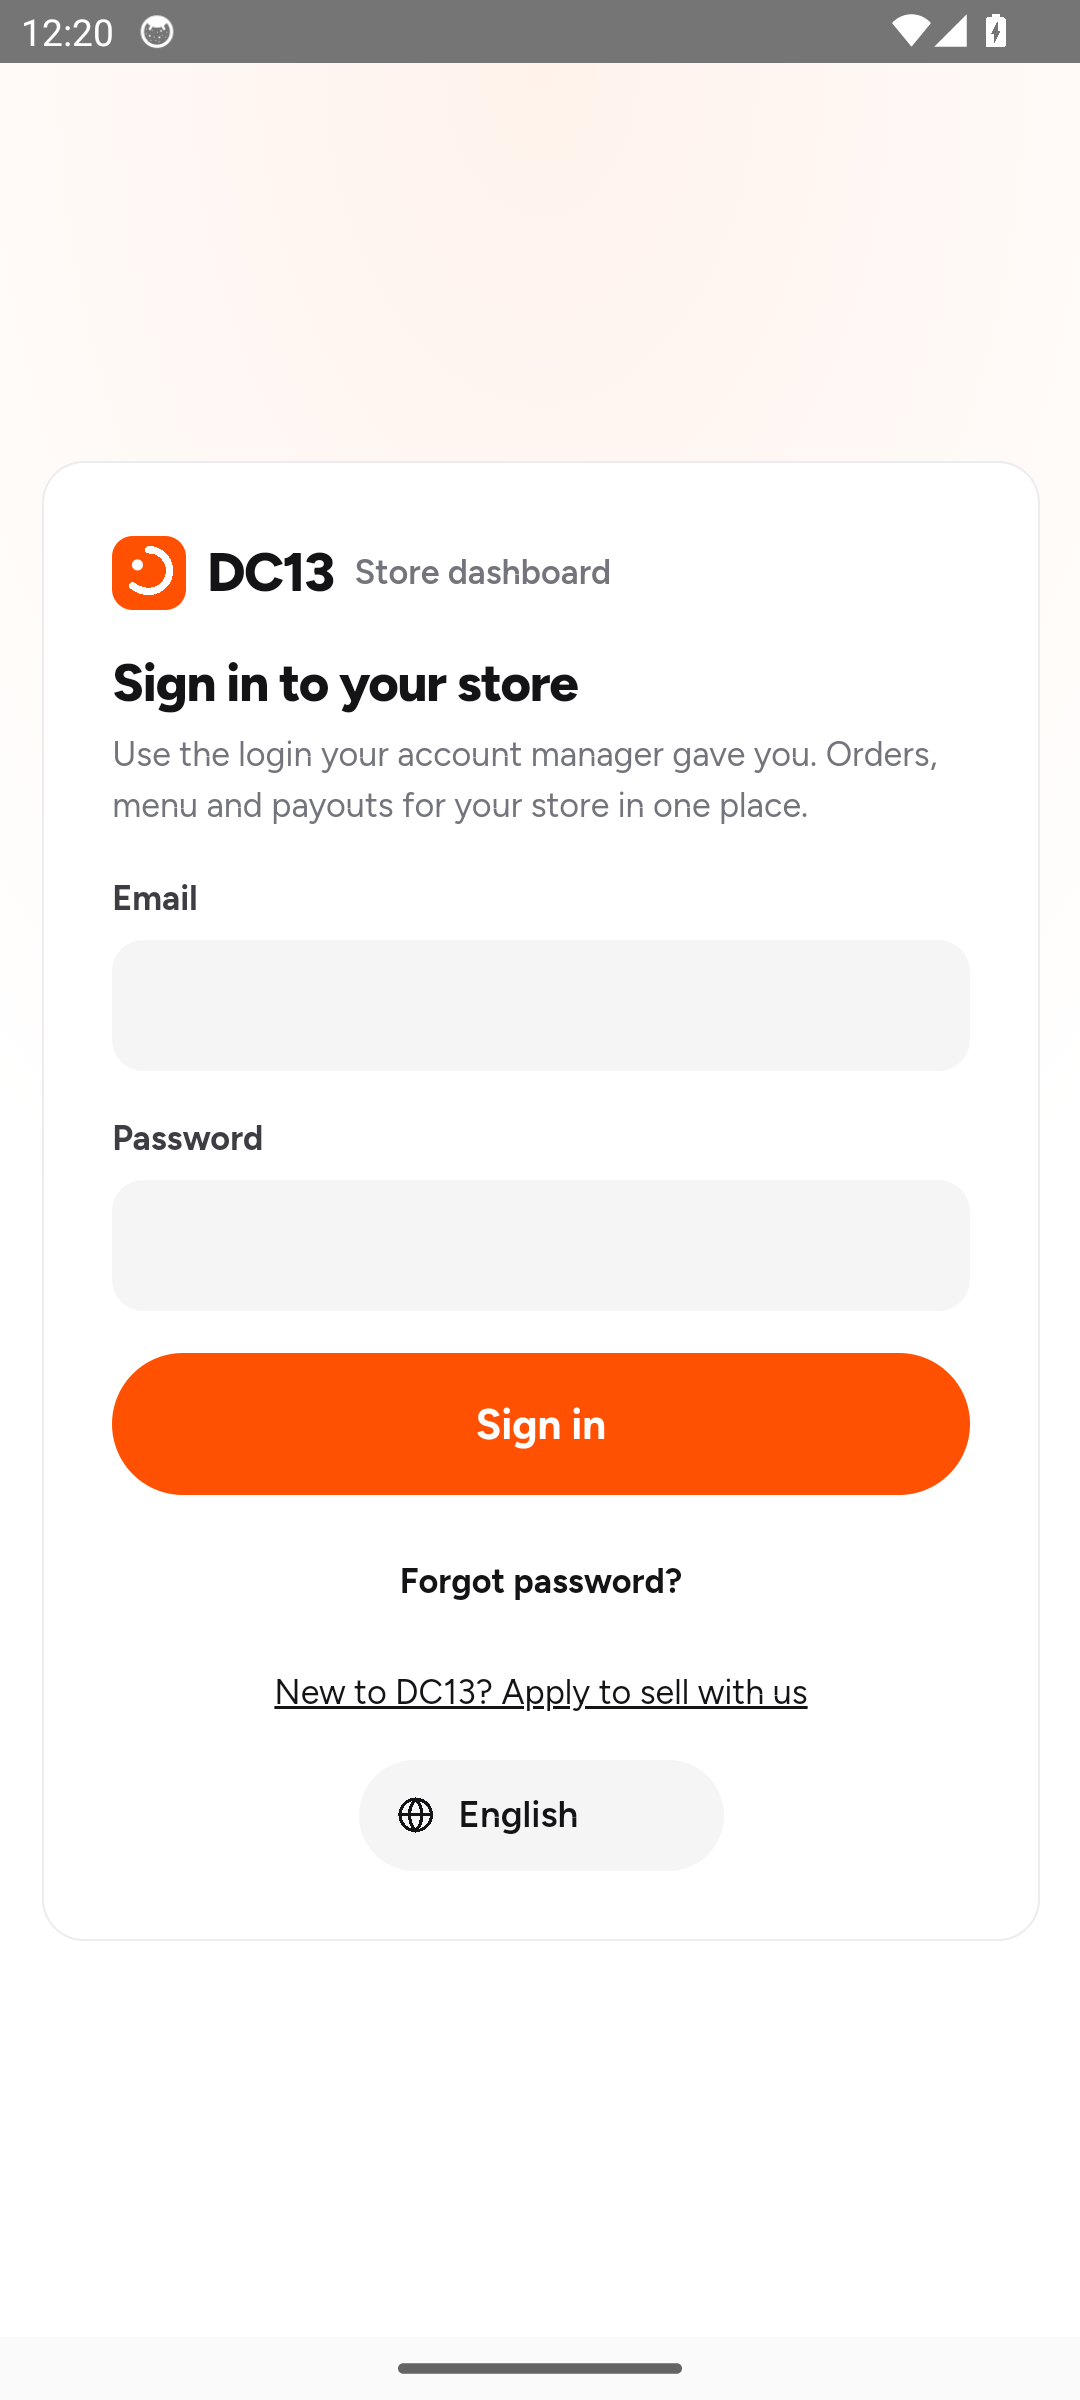 12:20
DC13 Store dashboard
Sign in to your store
Use the login your account manager gave you. Orders,
menu and payouts for your store in one place.
Email
Password
Sign in
Forgot password?
New to DC13? Apply to sell with us
English